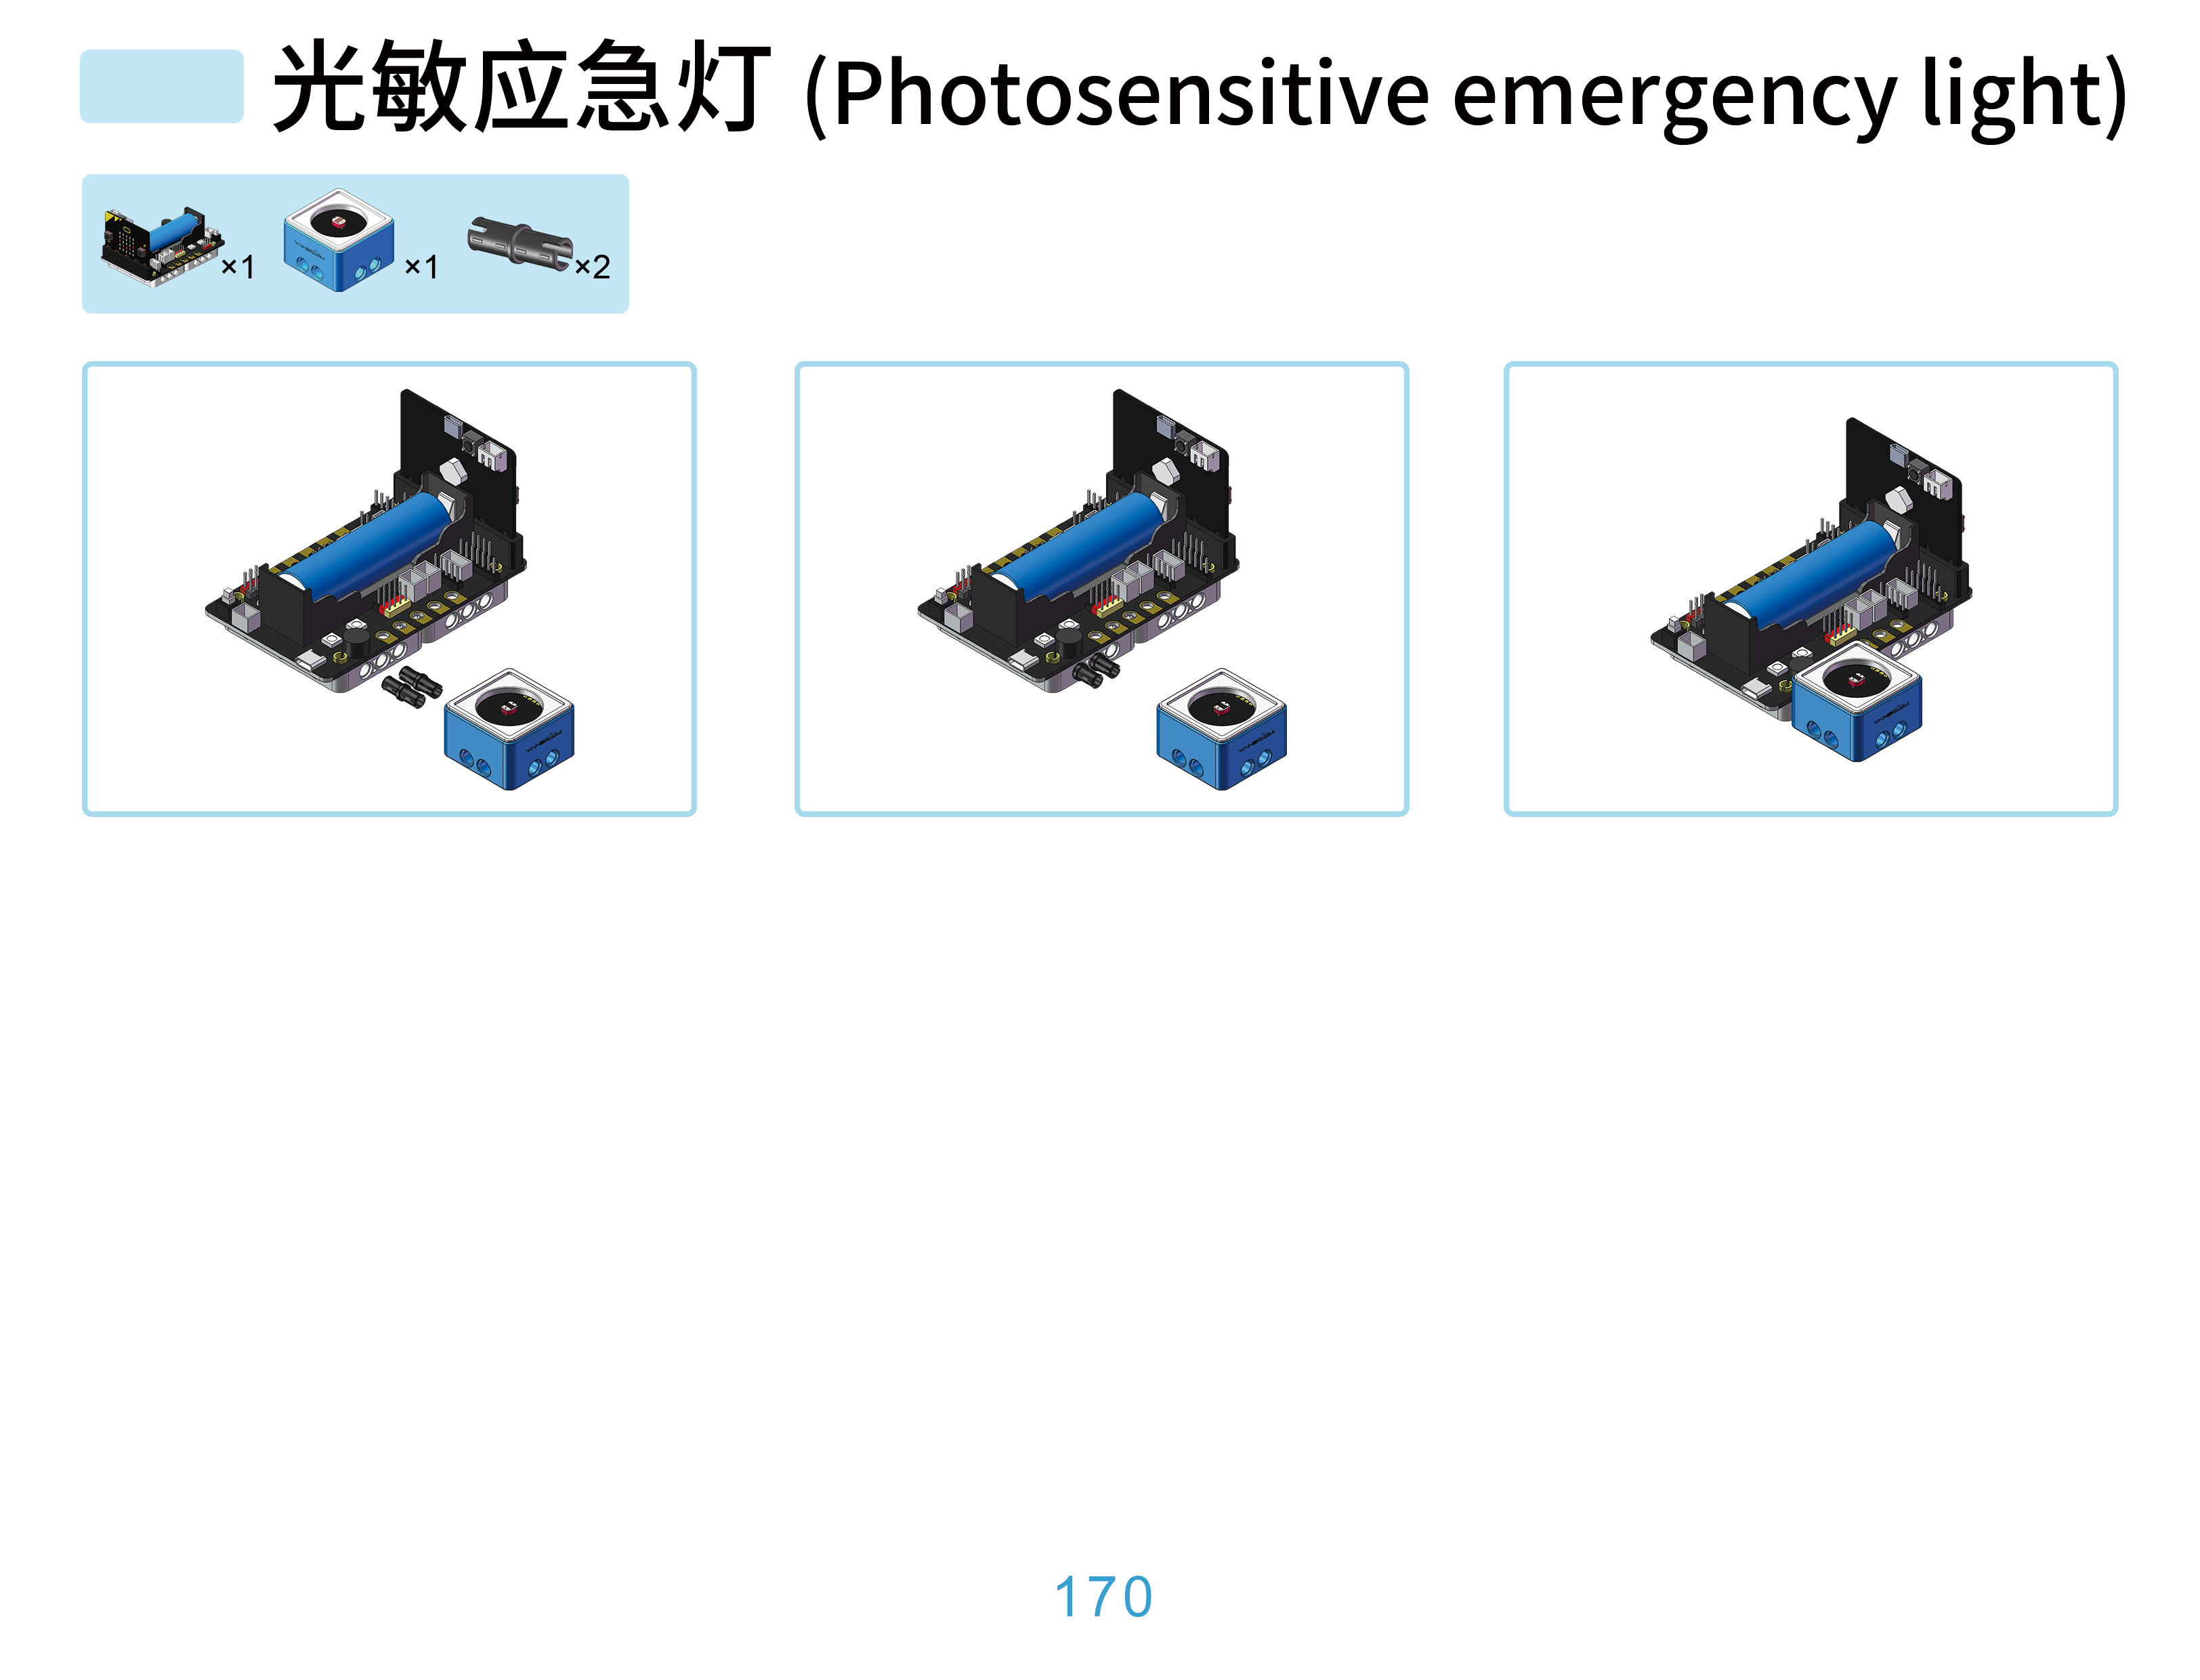 光敏应急灯 (Photosensitive emergency light)
×1 ×1 ×2
170